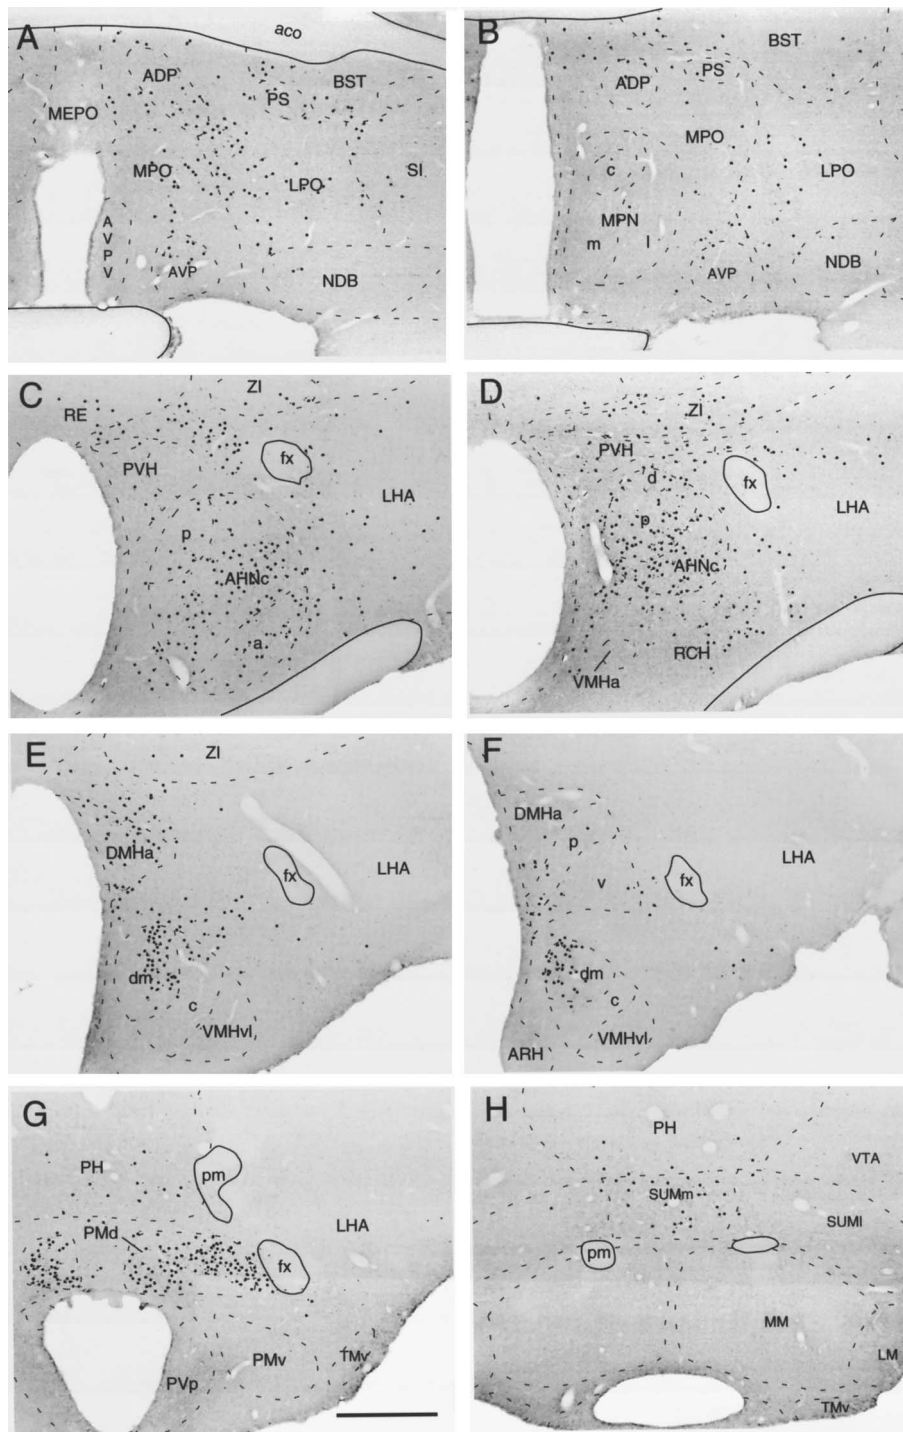 A
aco
ADP
BST
PS
MEPO
MPO
SI
LPO
A
V
P
V
AVP
NDB
B
BST
PS
ADP
MPO
c
LPO
MPN
m
l
AVP
NDB
C
ZI
RE
fx
PVH
LHA
p
AHNc
a
D
ZI
PVH
fx
d
LHA
p
AHNc
RCH
VMHa
E
ZI
DMHa
LHA
fx
dm
c
VMHvl
F
DMHa
p
LHA
fx
v
dm
c
VMHvl
ARH
G
pm
PH
PMd
LHA
fx
PMv
TMv
PVp
H
PH
VTA
SUMm
SUMl
pm
MM
LM
TMv